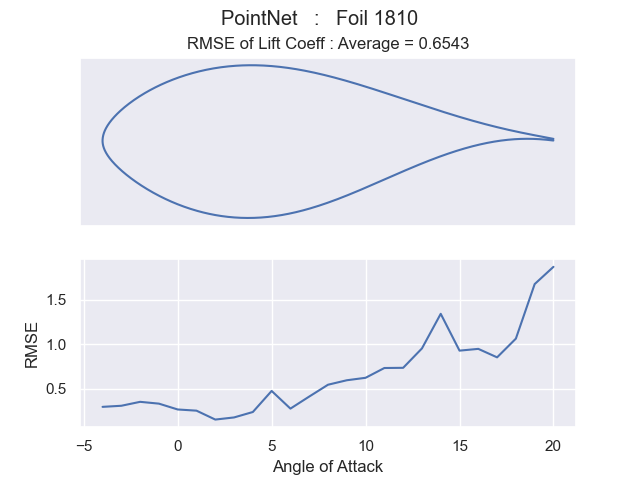 PointNet : Foil 1810
RMSE of Lift Coeff : Average = 0.6543
1.5
1.0
0.5
RMSE
−5 0 5 10 15 20
Angle of Attack